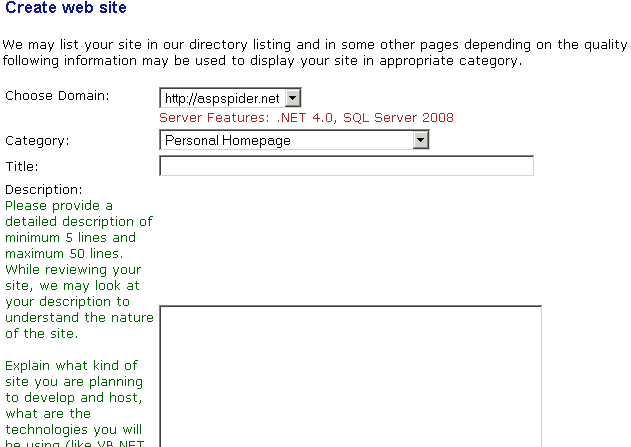 Create web site
We may list your site in our directory listing and in some other pages depending on the quality
following information may be used to display your site in appropriate category.
Choose Domain:
http://aspspider.net
Server Features: .NET 4.0, SQL Server 2008
Category:
Personal Homepage
Title:
Description:
Please provide a
detailed description of
minimum 5 lines and
maximum 50 lines.
While reviewing your
site, we may look at
your description to
understand the nature
of the site.
Explain what kind of
site you are planning
to develop and host,
what are the
technologies you will
be using (like VB.NET,